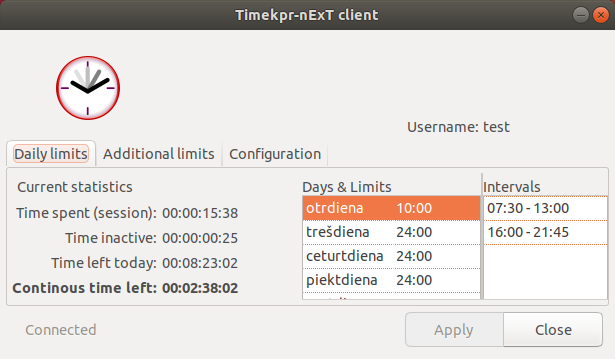 Timekpr-nExT client
Username: test
Daily limits Additional limits Configuration
Current statistics
Time spent (session): 00:00:15:38
Time inactive: 00:00:00:25
Time left today: 00:08:23:02
Continous time left: 00:02:38:02
Days & Limits
otrdiena 10:00
trešdiena 24:00
ceturtdiena 24:00
piektdiena 24:00
Intervals
07:30 - 13:00
16:00 - 21:45
Connected
Apply Close